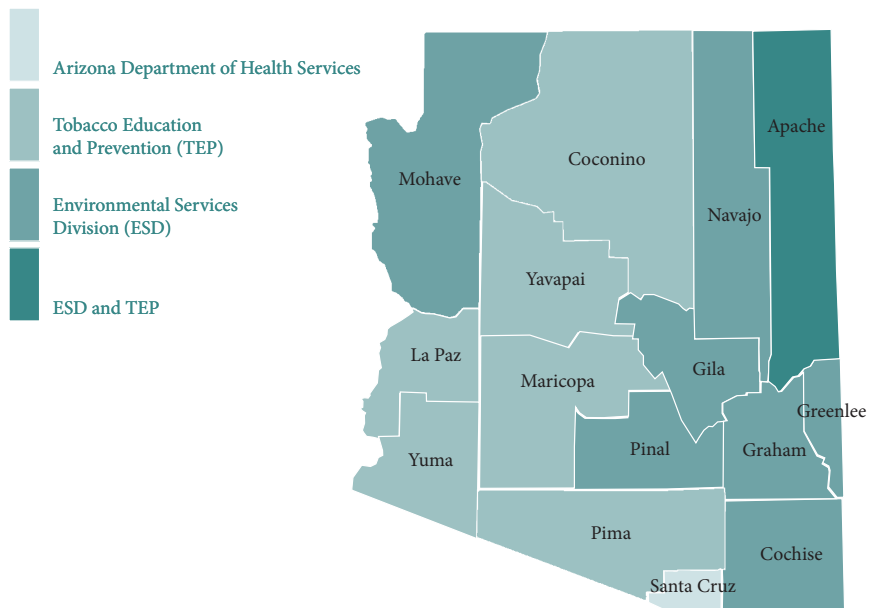 Arizona Department of Health Services
Tobacco Education
and Prevention (TEP)
Environmental Services
Division (ESD)
ESD and TEP
Apache
Coconino
Mohave
Navajo
Yavapai
La Paz
Gila
Maricopa
Greenlee
Pinal
Graham
Yuma
Pima
Cochise
Santa Cruz